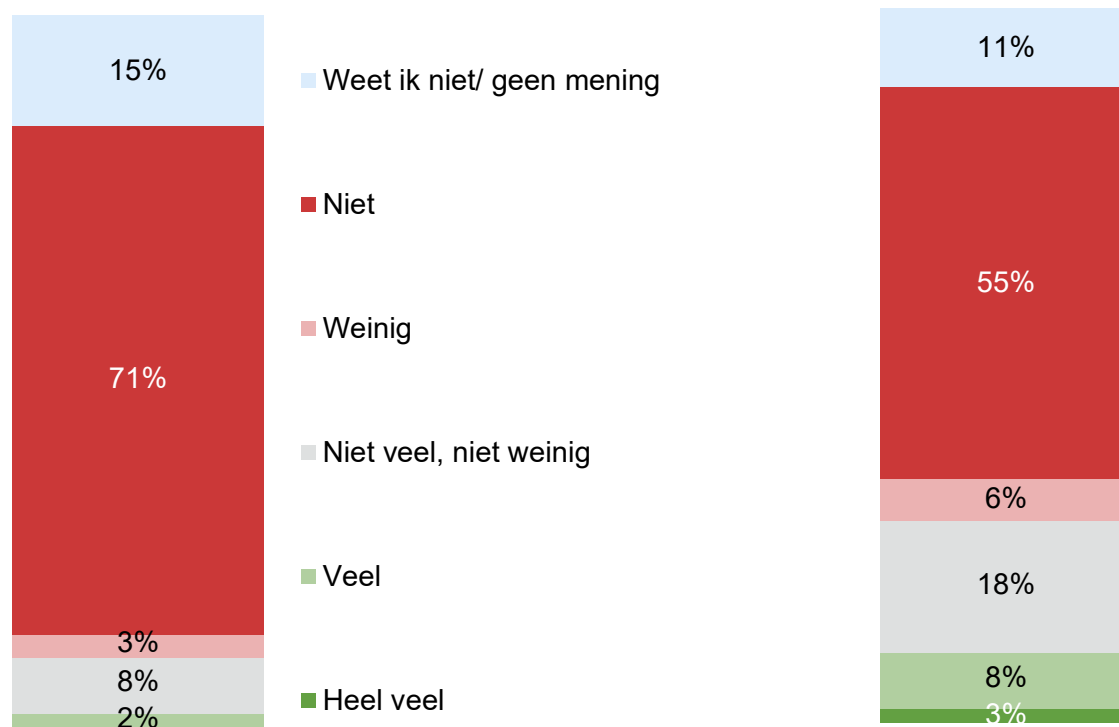 15%
71%
3%
8%
2%
Weet ik niet/ geen mening
Niet
Weinig
Niet veel, niet weinig
Veel
Heel veel
11%
55%
6%
18%
8%
3%